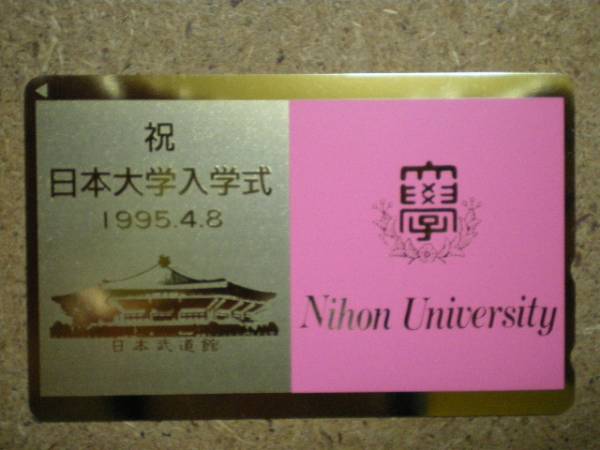 祝
日本大学入学式
1995.4.8
日本武道館
大學
Nihon University